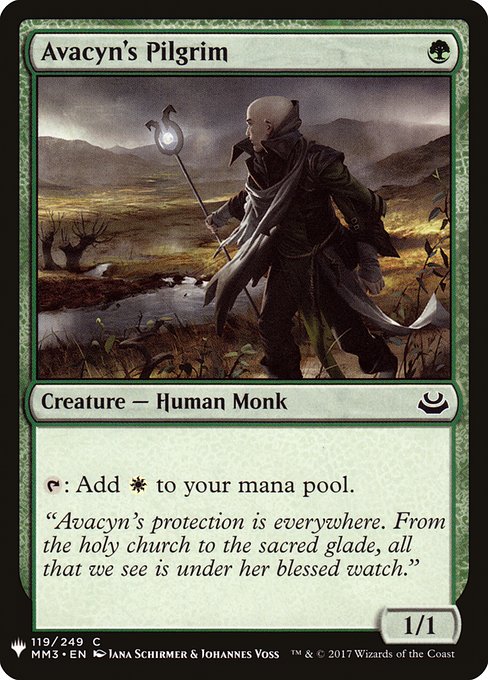 Avacyn's Pilgrim
Creature — Human Monk
: Add to your mana pool.
"Avacyn's protection is everywhere. From
the holy church to the sacred glade, all
that we see is under her blessed watch."
1/1
119/249 C
MM3 • EN Jana Schirmer & Johannes Voss ™ & © 2017 Wizards of the Coast